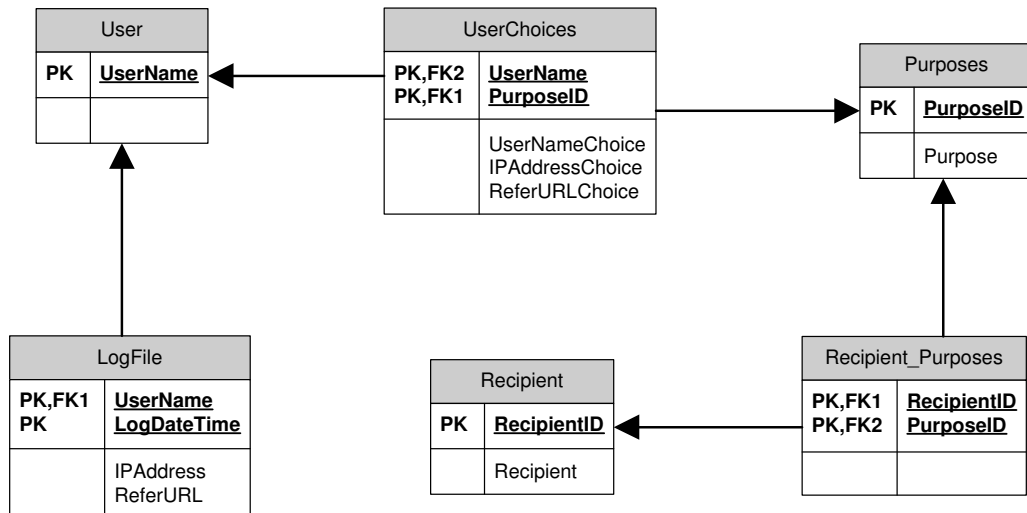 User
PK UserName
UserChoices
PK,FK2 UserName
PK,FK1 PurposeID
UserNameChoice
IPAddressChoice
ReferURLChoice
Purposes
PK PurposeID
Purpose
LogFile
PK,FK1 UserName
PK LogDateTime
IPAddress
ReferURL
Recipient
PK RecipientID
Recipient
Recipient_Purposes
PK,FK1 RecipientID
PK,FK2 PurposeID